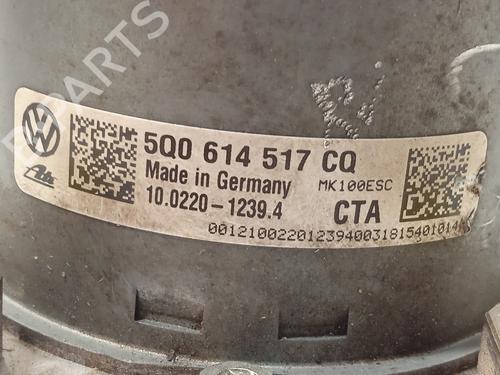 5Q0 614 517 CQ
Made in Germany
MK100ESC
10.0220-1239.4
CTA